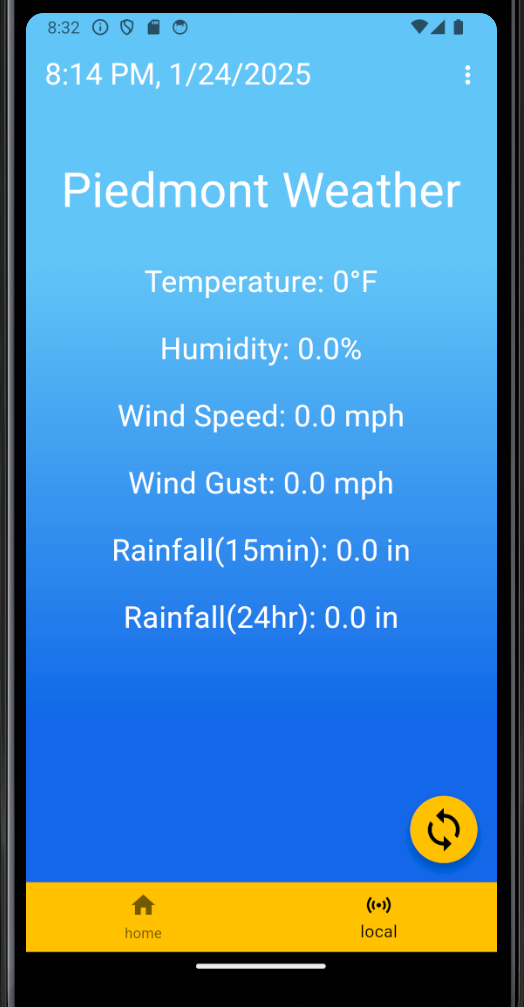 8:32
8:14 PM, 1/24/2025
Piedmont Weather
Temperature: 0°F
Humidity: 0.0%
Wind Speed: 0.0 mph
Wind Gust: 0.0 mph
Rainfall(15min): 0.0 in
Rainfall(24hr): 0.0 in
home
local